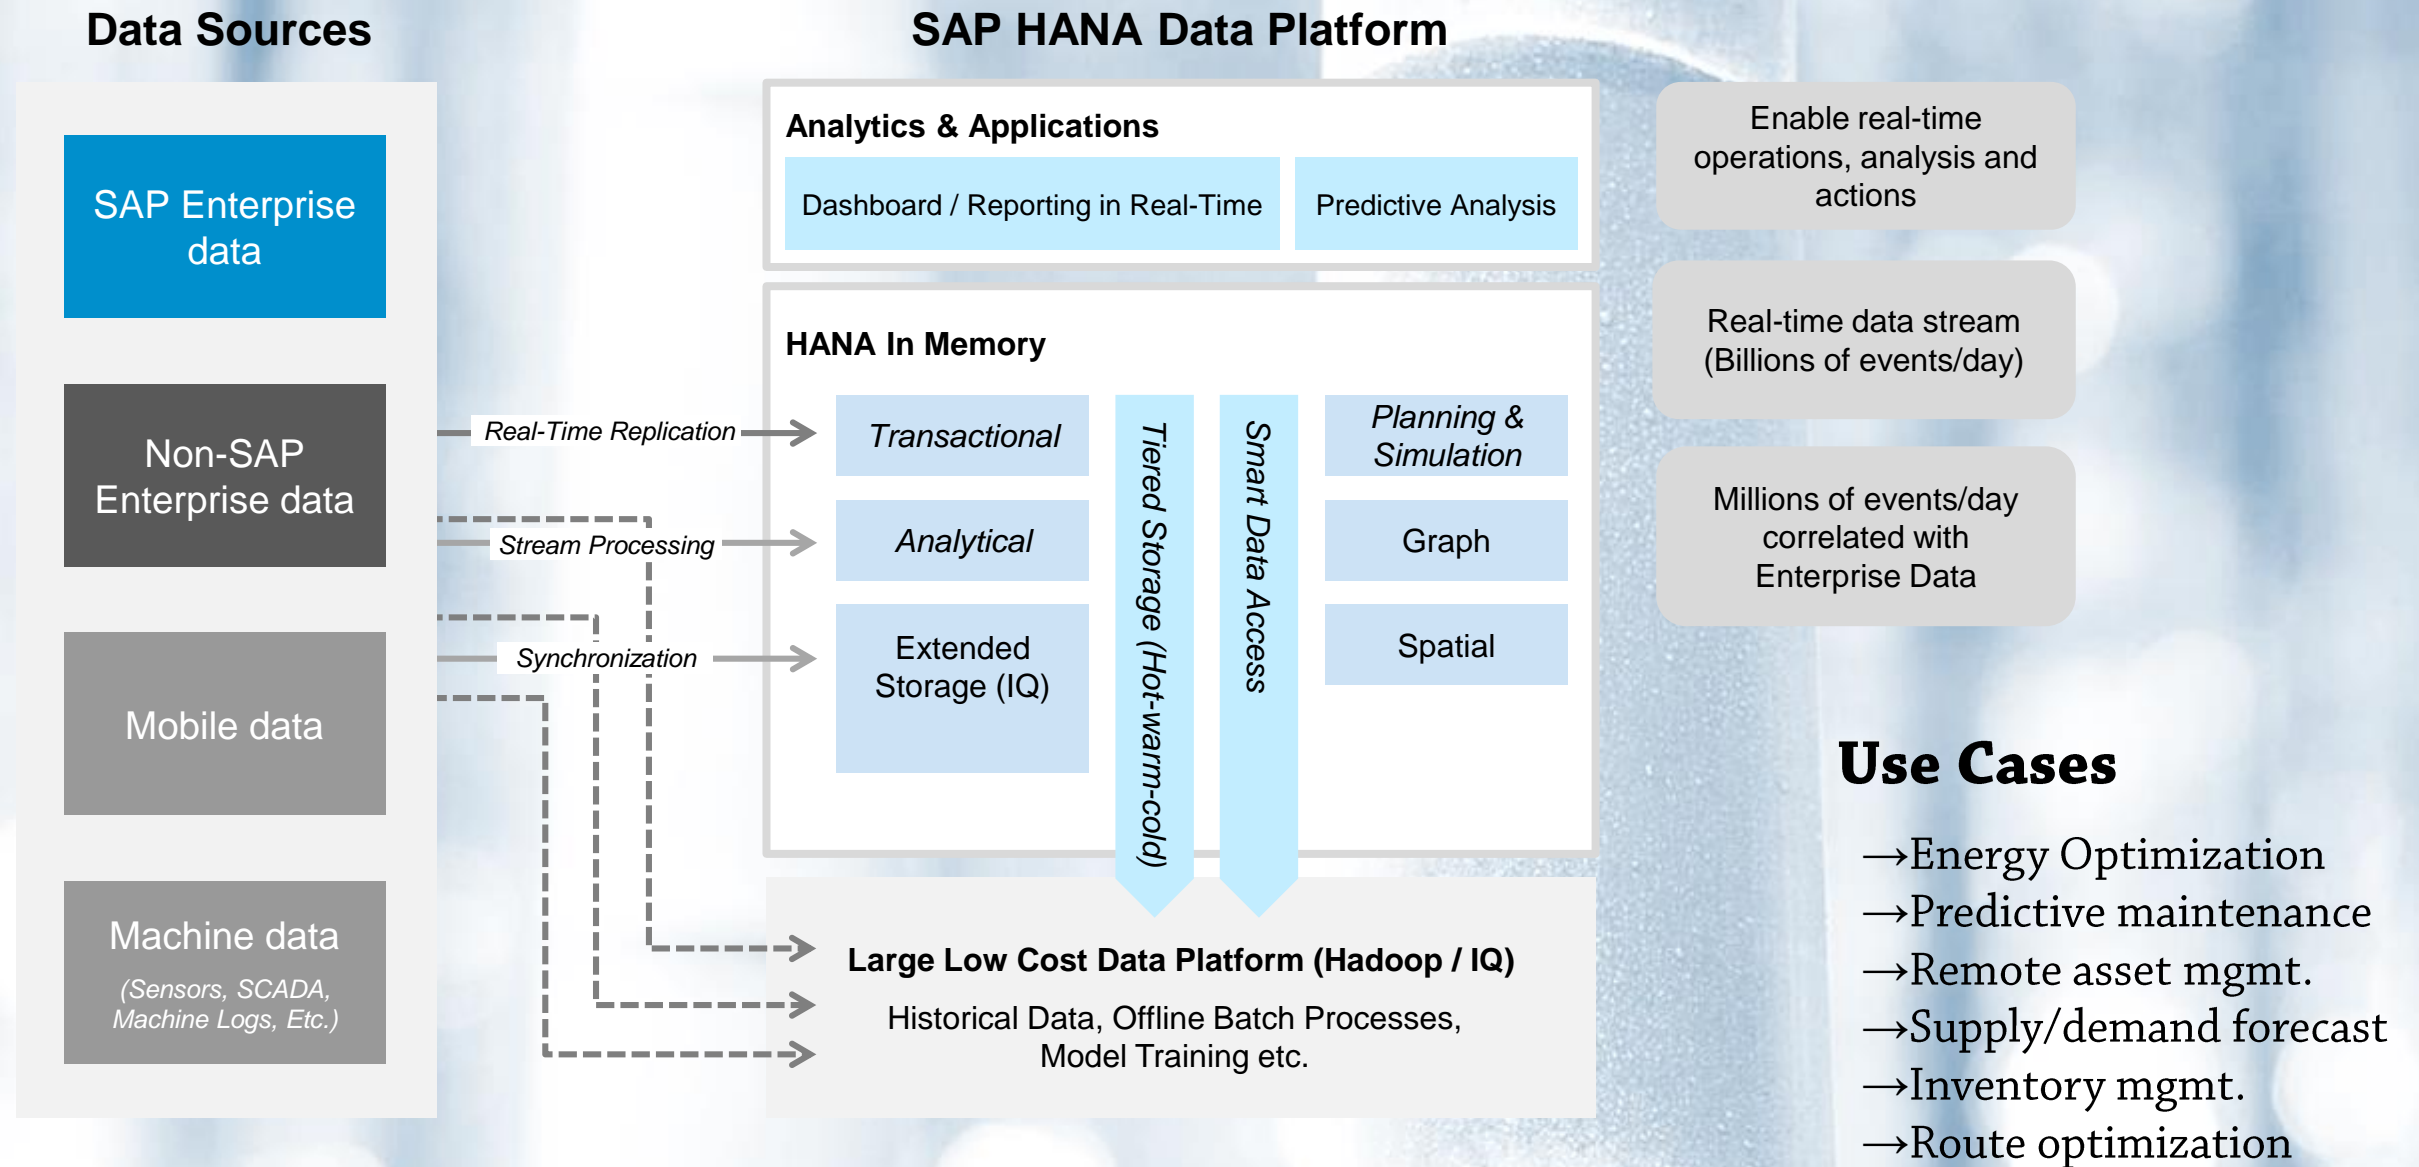 Data Sources
SAP Enterprise
data
Non-SAP
Enterprise data
Mobile data
Machine data
(Sensors, SCADA,
Machine Logs, Etc.)
Real-Time Replication
Stream Processing
Synchronization
SAP HANA Data Platform
Analytics & Applications
Dashboard / Reporting in Real-Time
Predictive Analysis
HANA In Memory
Transactional
Analytical
Extended
Storage (IQ)
Tiered Storage (Hot-warm-cold)
Smart Data Access
Planning &
Simulation
Graph
Spatial
Large Low Cost Data Platform (Hadoop / IQ)
Historical Data, Offline Batch Processes,
Model Training etc.
Enable real-time
operations, analysis and
actions
Real-time data stream
(Billions of events/day)
Millions of events/day
correlated with
Enterprise Data
Use Cases
→Energy Optimization
→Predictive maintenance
→Remote asset mgmt.
→Supply/demand forecast
→Inventory mgmt.
→Route optimization